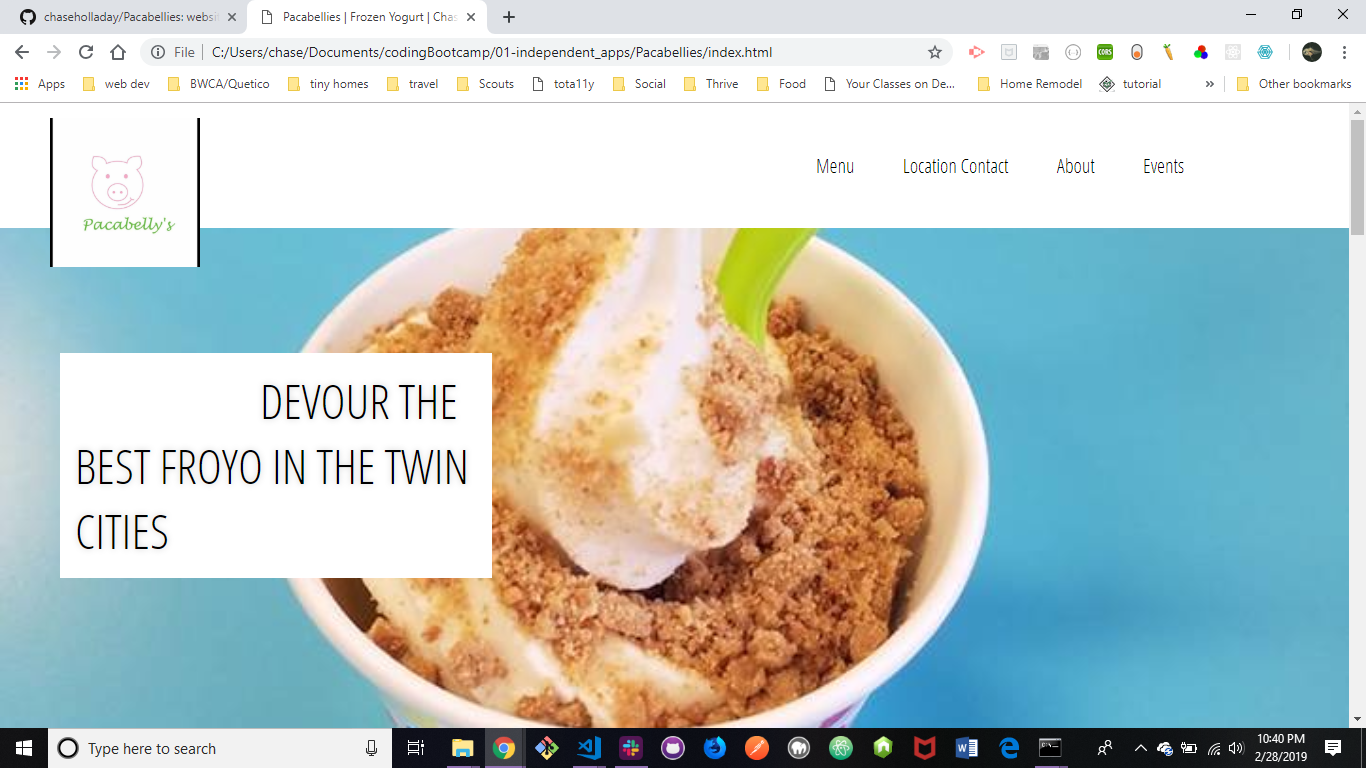 chaseholladay/Pacabellies: websit
Pacabellies | Frozen Yogurt | Chas
File
C:/Users/chase/Documents/codingBootcamp/01-independent_apps/Pacabellies/index.html
CORS
Apps
web dev
BWCA/Quetico
tiny homes
travel
Scouts
tota11y
Social
Thrive
Food
Your Classes on De...
Home Remodel
tutorial
»
Other bookmarks
Pacabelly's
Menu
Location Contact
About
Events
DEVOUR THE
BEST FROYO IN THE TWIN
CITIES
Type here to search
10:40 PM
2/28/2019